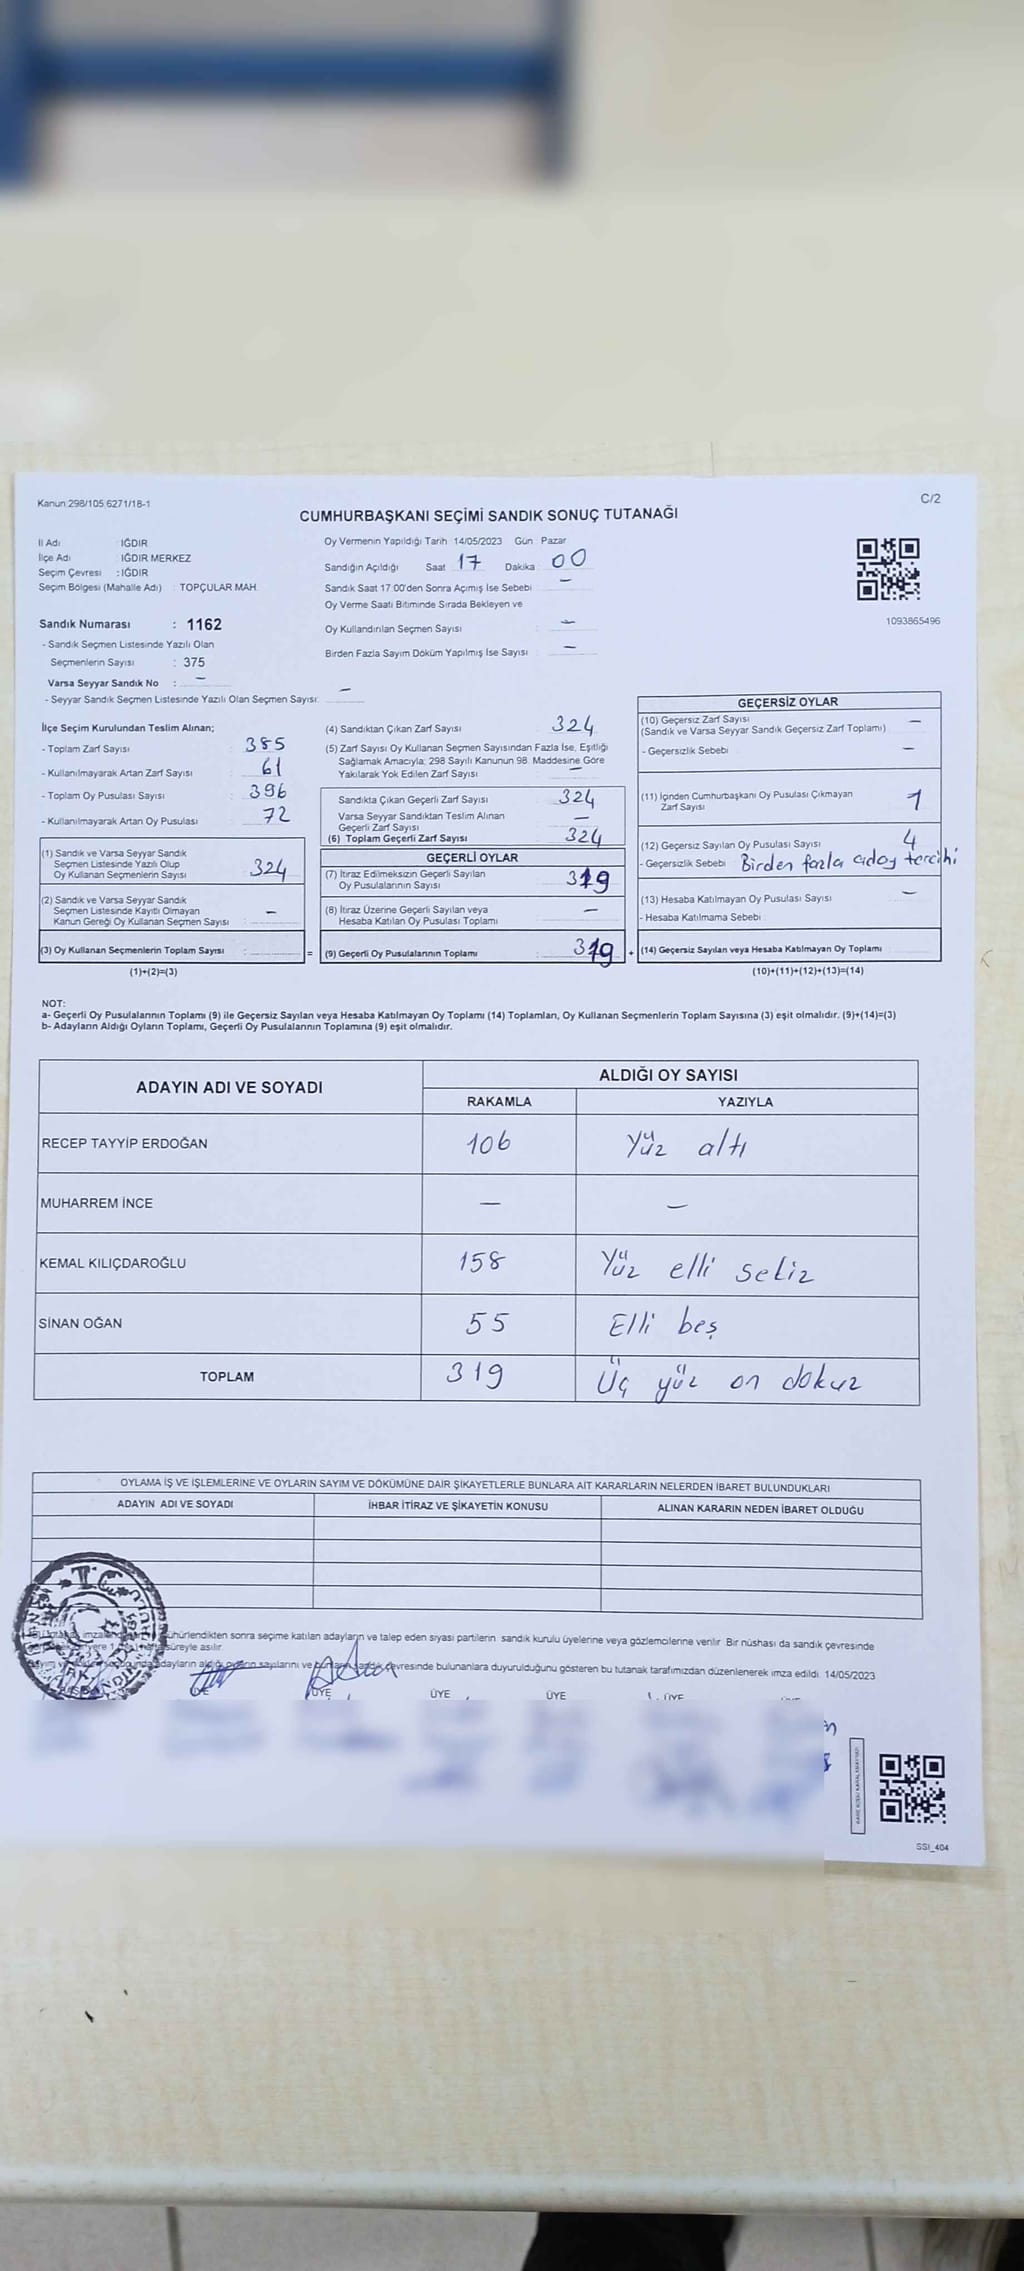 Kanun:298/105,6271/18-1
C/2
CUMHURBAŞKANI SEÇİMİ SANDIK SONUÇ TUTANAĞI
İl Adı : IĞDIR
İlçe Adı : IĞDIR MERKEZ
Seçim Çevresi : IĞDIR
Seçim Bölgesi (Mahalle Adı) : TOPÇULAR MAH.
Oy Vermenin Yapıldığı Tarih 14/05/2023 Gün : Pazar
Sandığın Açıldığı Saat 17 Dakika 00
Sandık Saat 17:00'den Sonra Açımış İse Sebebi : —
Oy Verme Saati Bitiminde Sırada Bekleyen ve
Oy Kullandırılan Seçmen Sayısı : —
Birden Fazla Sayım Döküm Yapılmış İse Sayısı : —
1093865496
Sandık Numarası : 1162
- Sandık Seçmen Listesinde Yazılı Olan
Seçmenlerin Sayısı : 375
Varsa Seyyar Sandık No : —
- Seyyar Sandık Seçmen Listesinde Yazılı Olan Seçmen Sayısı: —
İlçe Seçim Kurulundan Teslim Alınan;
- Toplam Zarf Sayısı : 385
- Kullanılmayarak Artan Zarf Sayısı : 61
- Toplam Oy Pusulası Sayısı : 396
- Kullanılmayarak Artan Oy Pusulası : 72
(1) Sandık ve Varsa Seyyar Sandık
Seçmen Listesinde Yazılı Olup
Oy Kullanan Seçmenlerin Sayısı : 324
(2) Sandık ve Varsa Seyyar Sandık
Seçmen Listesinde Kayıtlı Olmayan
Kanun Gereği Oy Kullanan Seçmen Sayısı : —
(3) Oy Kullanan Seçmenlerin Toplam Sayısı :
(1)+(2)=(3)
(4) Sandıktan Çıkan Zarf Sayısı : 324
(5) Zarf Sayısı Oy Kullanan Seçmen Sayısından Fazla İse, Eşitliği
Sağlamak Amacıyla; 298 Sayılı Kanunun 98. Maddesine Göre
Yakılarak Yok Edilen Zarf Sayısı : —
Sandıkta Çıkan Geçerli Zarf Sayısı : 324
Varsa Seyyar Sandıktan Teslim Alınan
Geçerli Zarf Sayısı : —
(6) Toplam Geçerli Zarf Sayısı : 324
GEÇERLİ OYLAR
(7) İtiraz Edilmeksizin Geçerli Sayılan
Oy Pusulalarının Sayısı : 319
(8) İtiraz Üzerine Geçerli Sayılan veya
Hesaba Katılan Oy Pusulası Toplamı : —
= (9) Geçerli Oy Pusulalarının Toplamı : 319 +
GEÇERSİZ OYLAR
(10) Geçersiz Zarf Sayısı —
(Sandık ve Varsa Seyyar Sandık Geçersiz Zarf Toplamı)
- Geçersizlik Sebebi : —
(11) İçinden Cumhurbaşkanı Oy Pusulası Çıkmayan
Zarf Sayısı 1
(12) Geçersiz Sayılan Oy Pusulası Sayısı 4
- Geçersizlik Sebebi : Birden fazla aday tercihi
(13) Hesaba Katılmayan Oy Pusulası Sayısı —
- Hesaba Katılmama Sebebi :
(14) Geçersiz Sayılan veya Hesaba Katılmayan Oy Toplamı
(10)+(11)+(12)+(13)=(14)
NOT:
a- Geçerli Oy Pusulalarının Toplamı (9) ile Geçersiz Sayılan veya Hesaba Katılmayan Oy Toplamı (14) Toplamları, Oy Kullanan Seçmenlerin Toplam Sayısına (3) eşit olmalıdır. (9)+(14)=(3)
b- Adayların Aldığı Oyların Toplamı, Geçerli Oy Pusulalarının Toplamına (9) eşit olmalıdır.
ADAYIN ADI VE SOYADI
ALDIĞI OY SAYISI
RAKAMLA YAZIYLA
RECEP TAYYİP ERDOĞAN 106 Yüz altı
MUHARREM İNCE — —
KEMAL KILIÇDAROĞLU 158 Yüz elli sekiz
SİNAN OĞAN 55 Elli beş
TOPLAM 319 Üç yüz on dokuz
OYLAMA İŞ VE İŞLEMLERİNE VE OYLARIN SAYIM VE DÖKÜMÜNE DAİR ŞİKAYETLERLE BUNLARA AİT KARARLARIN NELERDEN İBARET BULUNDUKLARI
ADAYIN ADI VE SOYADI İHBAR İTİRAZ VE ŞİKAYETİN KONUSU ALINAN KARARIN NEDEN İBARET OLDUĞU
T.C.
mühürlendikten sonra seçime katılan adayların ve talep eden siyasi partilerin sandık kurulu üyelerine veya gözlemcilerine verilir. Bir nüshası da sandık çevresinde
süreyle asılır.
adayların aldığı oyların sayılarını ve çevresinde bulunanlara duyurulduğunu gösteren bu tutanak tarafımızdan düzenlenerek imza edildi. 14/05/2023
ÜYE ÜYE ÜYE ÜYE ÜYE
SSI_404